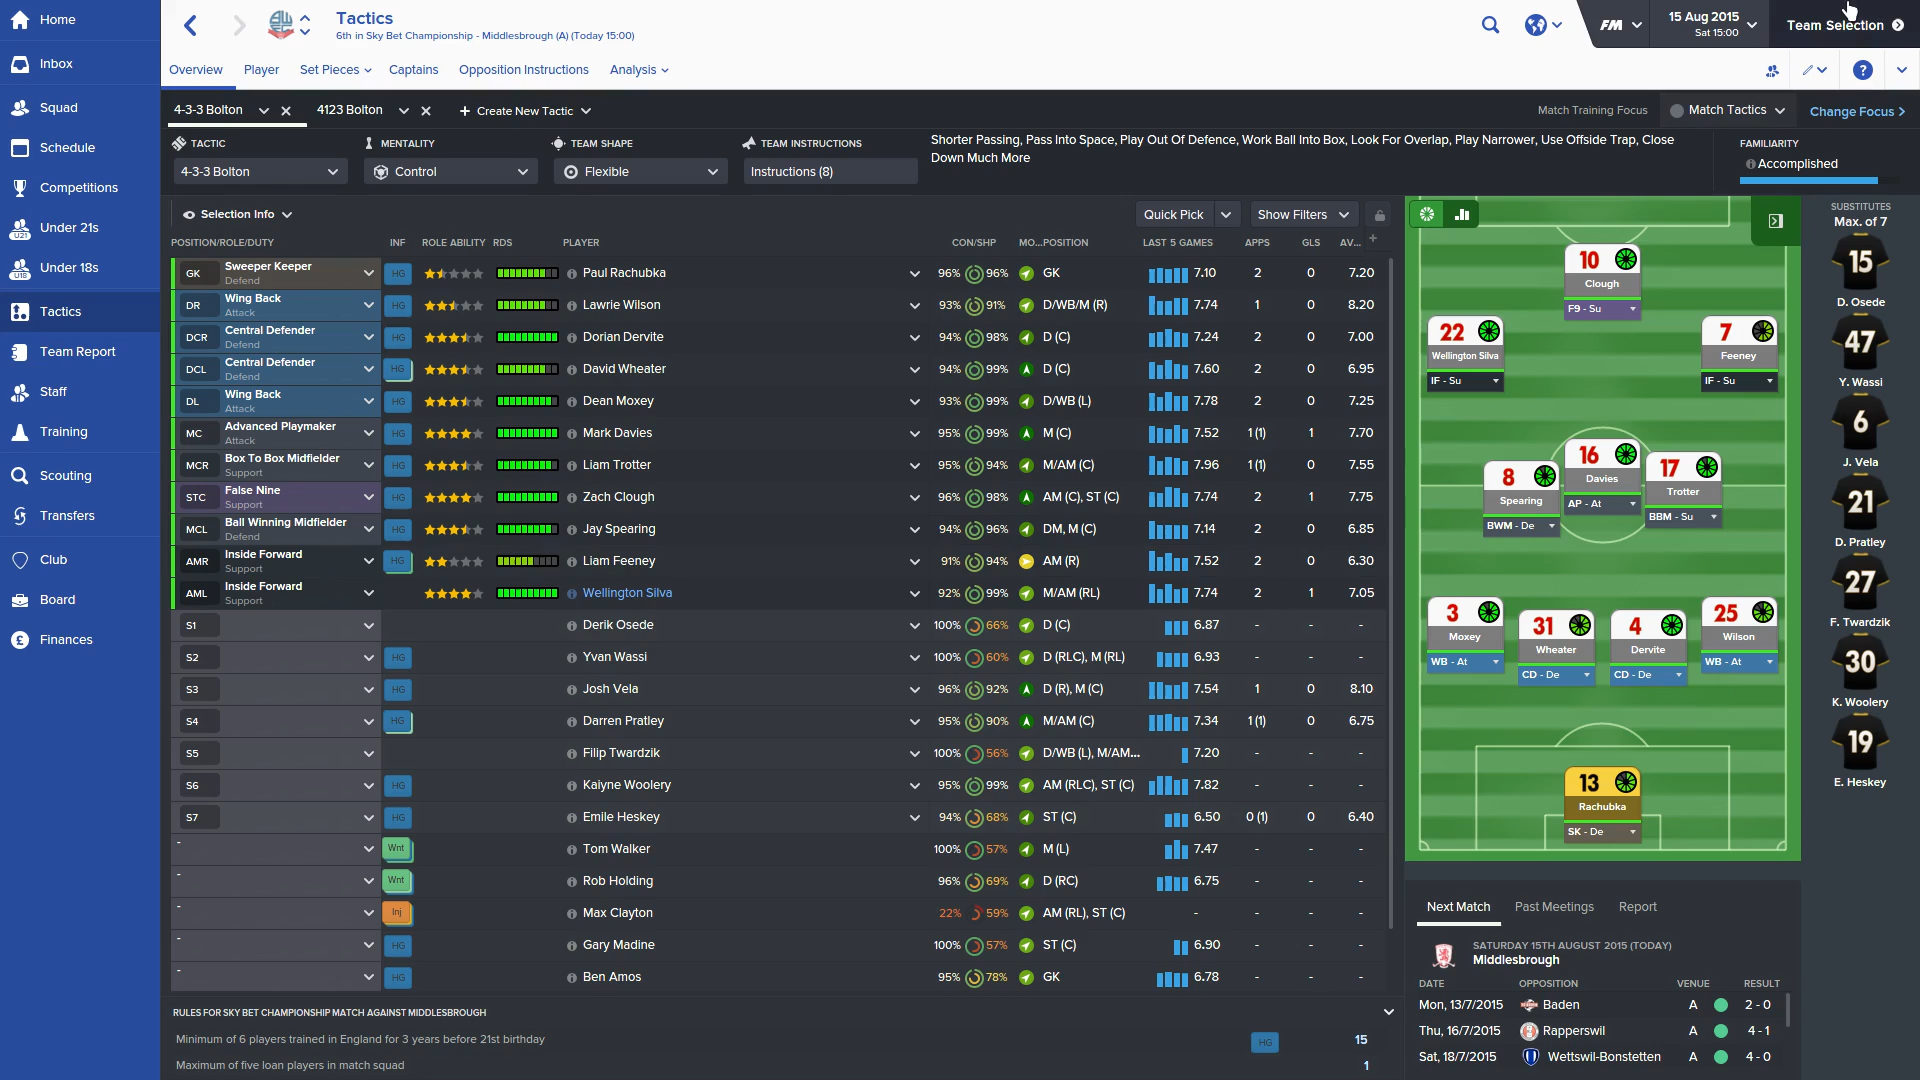 Home
Inbox
Squad
Schedule
Competitions
Under 21s
Under 18s
Tactics
Team Report
Staff
Training
Scouting
Transfers
Club
Board
Finances
Tactics
6th in Sky Bet Championship - Middlesbrough (A) (Today 15:00)
FM
15 Aug 2015
Sat 15:00
Team Selection
Overview Player Set Pieces Captains Opposition Instructions Analysis
4-3-3 Bolton 4123 Bolton + Create New Tactic
Match Training Focus Match Tactics Change Focus >
TACTIC MENTALITY TEAM SHAPE TEAM INSTRUCTIONS
4-3-3 Bolton Control Flexible Instructions (8)
Shorter Passing, Pass Into Space, Play Out Of Defence, Work Ball Into Box, Look For Overlap, Play Narrower, Use Offside Trap, Close
Down Much More
FAMILIARITY
Accomplished
Selection Info Quick Pick Show Filters
POSITION/ROLE/DUTY INF ROLE ABILITY RDS PLAYER CON/SHP MO... POSITION LAST 5 GAMES APPS GLS AV...
GK Sweeper Keeper Defend HG Paul Rachubka 96% 96% GK 7.10 2 0 7.20
DR Wing Back Attack HG Lawrie Wilson 93% 91% D/WB/M (R) 7.74 1 0 8.20
DCR Central Defender Defend HG Dorian Dervite 94% 98% D (C) 7.24 2 0 7.00
DCL Central Defender Defend HG David Wheater 94% 99% D (C) 7.60 2 0 6.95
DL Wing Back Attack HG Dean Moxey 93% 99% D/WB (L) 7.78 2 0 7.25
MC Advanced Playmaker Attack HG Mark Davies 95% 99% M (C) 7.52 1 (1) 1 7.70
MCR Box To Box Midfielder Support HG Liam Trotter 95% 94% M/AM (C) 7.96 1 (1) 0 7.55
STC False Nine Support HG Zach Clough 96% 98% AM (C), ST (C) 7.74 2 1 7.75
MCL Ball Winning Midfielder Defend HG Jay Spearing 94% 96% DM, M (C) 7.14 2 0 6.85
AMR Inside Forward Support HG Liam Feeney 91% 94% AM (R) 7.52 2 0 6.30
AML Inside Forward Support Wellington Silva 92% 99% M/AM (RL) 7.74 2 1 7.05
S1 Derik Osede 100% 66% D (C) 6.87 - - -
S2 HG Yvan Wassi 100% 60% D (RLC), M (RL) 6.93 - - -
S3 HG Josh Vela 96% 92% D (R), M (C) 7.54 1 0 8.10
S4 HG Darren Pratley 95% 90% M/AM (C) 7.34 1 (1) 0 6.75
S5 Filip Twardzik 100% 56% D/WB (L), M/AM... 7.20 - - -
S6 HG Kaiyne Woolery 95% 99% AM (RLC), ST (C) 7.82 - - -
S7 HG Emile Heskey 94% 68% ST (C) 6.50 0 (1) 0 6.40
- Wnt Tom Walker 100% 57% M (L) 7.47 - - -
- Wnt Rob Holding 96% 69% D (RC) 6.75 - - -
- Inj Max Clayton 22% 59% AM (RL), ST (C) - - - -
- HG Gary Madine 100% 57% ST (C) 6.90 - - -
- HG Ben Amos 95% 78% GK 6.78 - - -
RULES FOR SKY BET CHAMPIONSHIP MATCH AGAINST MIDDLESBROUGH
Minimum of 6 players trained in England for 3 years before 21st birthday HG 15
Maximum of five loan players in match squad 1
10
Clough
F9 - Su
22
Wellington Silva
IF - Su
7
Feeney
IF - Su
8
Spearing
BWM - De
16
Davies
AP - At
17
Trotter
BBM - Su
3
Moxey
WB - At
31
Wheater
CD - De
4
Dervite
CD - De
25
Wilson
WB - At
13
Rachubka
SK - De
SUBSTITUTES
Max. of 7
15
D. Osede
47
Y. Wassi
6
J. Vela
21
D. Pratley
27
F. Twardzik
30
K. Woolery
19
E. Heskey
Next Match Past Meetings Report
SATURDAY 15TH AUGUST 2015 (TODAY)
Middlesbrough
DATE OPPOSITION VENUE RESULT
Mon, 13/7/2015 Baden A 2 - 0
Thu, 16/7/2015 Rapperswil A 4 - 1
Sat, 18/7/2015 Wettswil-Bonstetten A 4 - 0